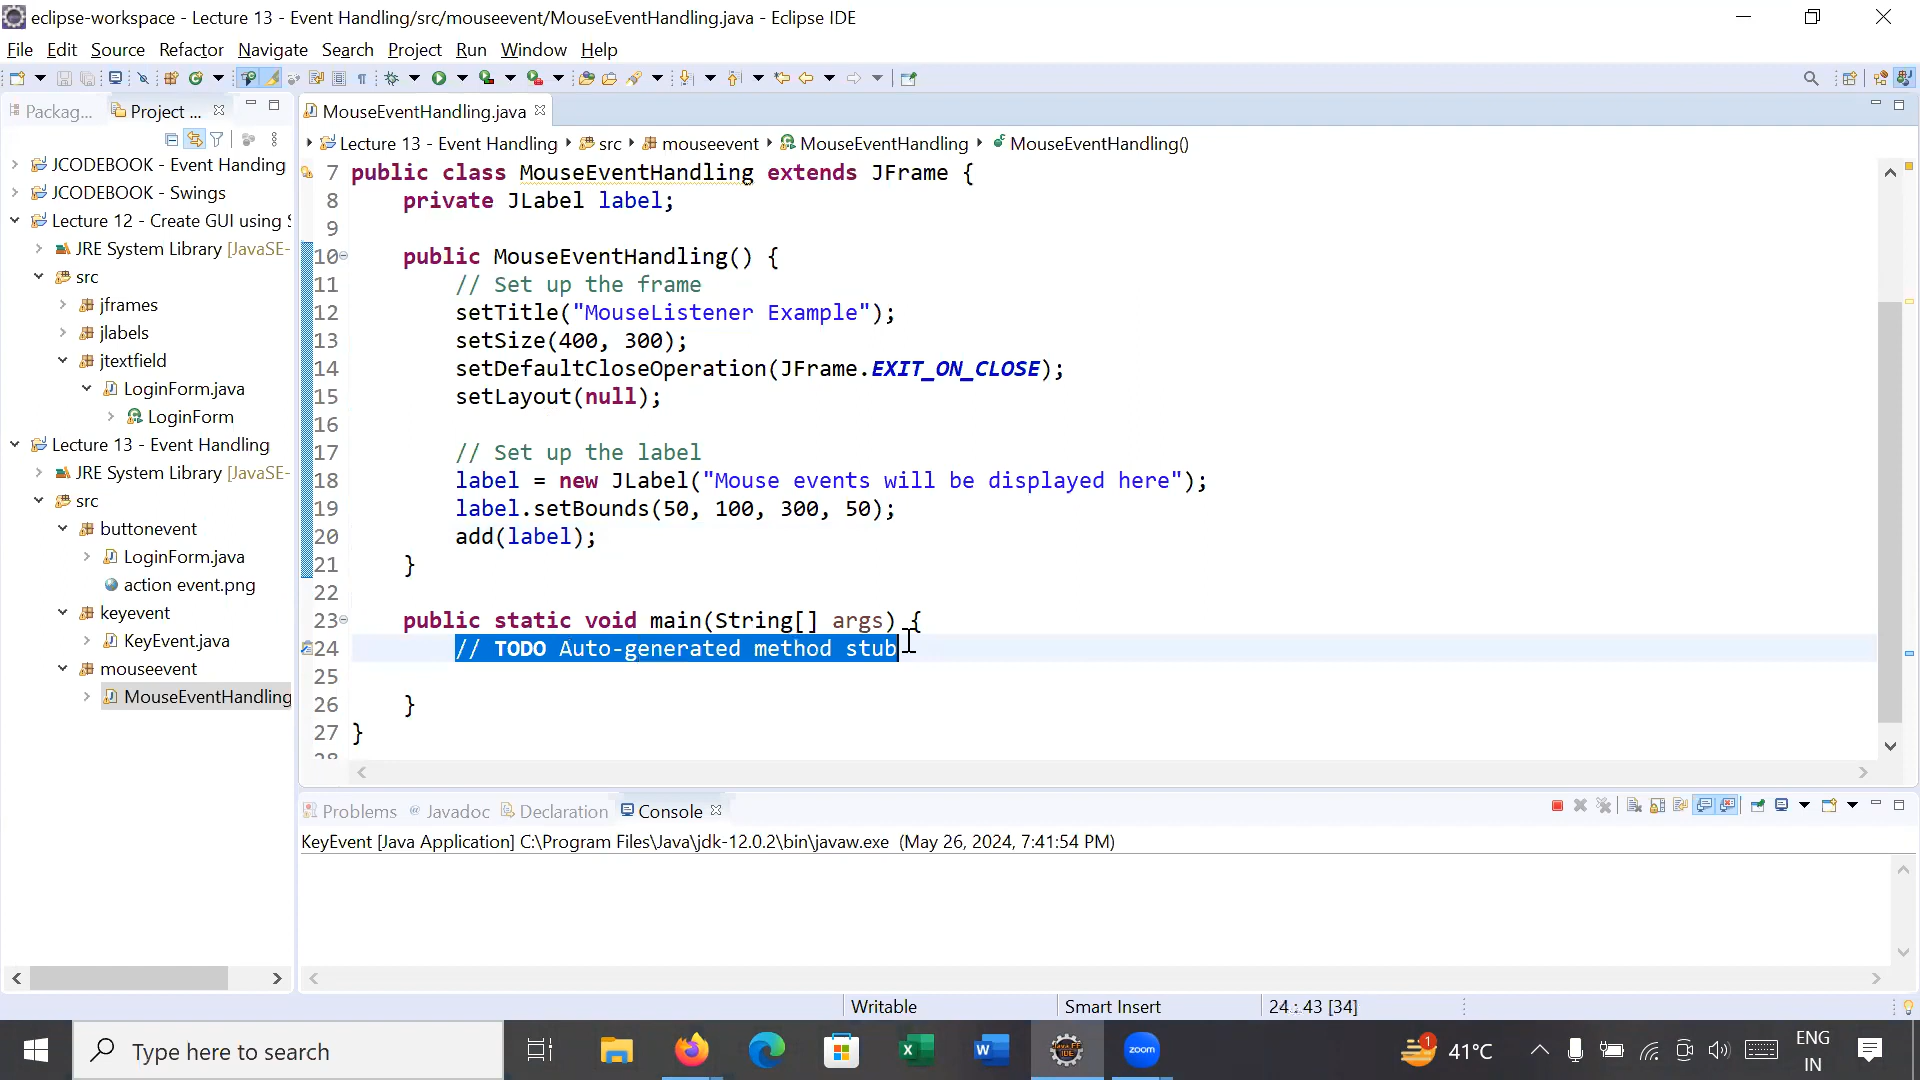 eclipse-workspace - Lecture 13 - Event Handling/src/mouseevent/MouseEventHandling.java - Eclipse IDE
File Edit Source Refactor Navigate Search Project Run Window Help
Packag... Project ...
MouseEventHandling.java
Lecture 13 - Event Handling src mouseevent MouseEventHandling MouseEventHandling()
JCODEBOOK - Event Handing
JCODEBOOK - Swings
Lecture 12 - Create GUI using S
JRE System Library [JavaSE-
src
jframes
jlabels
jtextfield
LoginForm.java
LoginForm
Lecture 13 - Event Handling
JRE System Library [JavaSE-
src
buttonevent
LoginForm.java
action event.png
keyevent
KeyEvent.java
mouseevent
MouseEventHandling
7 public class MouseEventHandling extends JFrame {
8 private JLabel label;
9
10 public MouseEventHandling() {
11 // Set up the frame
12 setTitle("MouseListener Example");
13 setSize(400, 300);
14 setDefaultCloseOperation(JFrame.EXIT_ON_CLOSE);
15 setLayout(null);
16
17 // Set up the label
18 label = new JLabel("Mouse events will be displayed here");
19 label.setBounds(50, 100, 300, 50);
20 add(label);
21 }
22
23 public static void main(String[] args) {
24 // TODO Auto-generated method stub
25
26 }
27 }
28
Problems Javadoc Declaration Console
KeyEvent [Java Application] C:\Program Files\Java\jdk-12.0.2\bin\javaw.exe (May 26, 2024, 7:41:54 PM)
Writable Smart Insert 24 : 43 [34]
Type here to search
zoom
1
41°C
ENG
IN